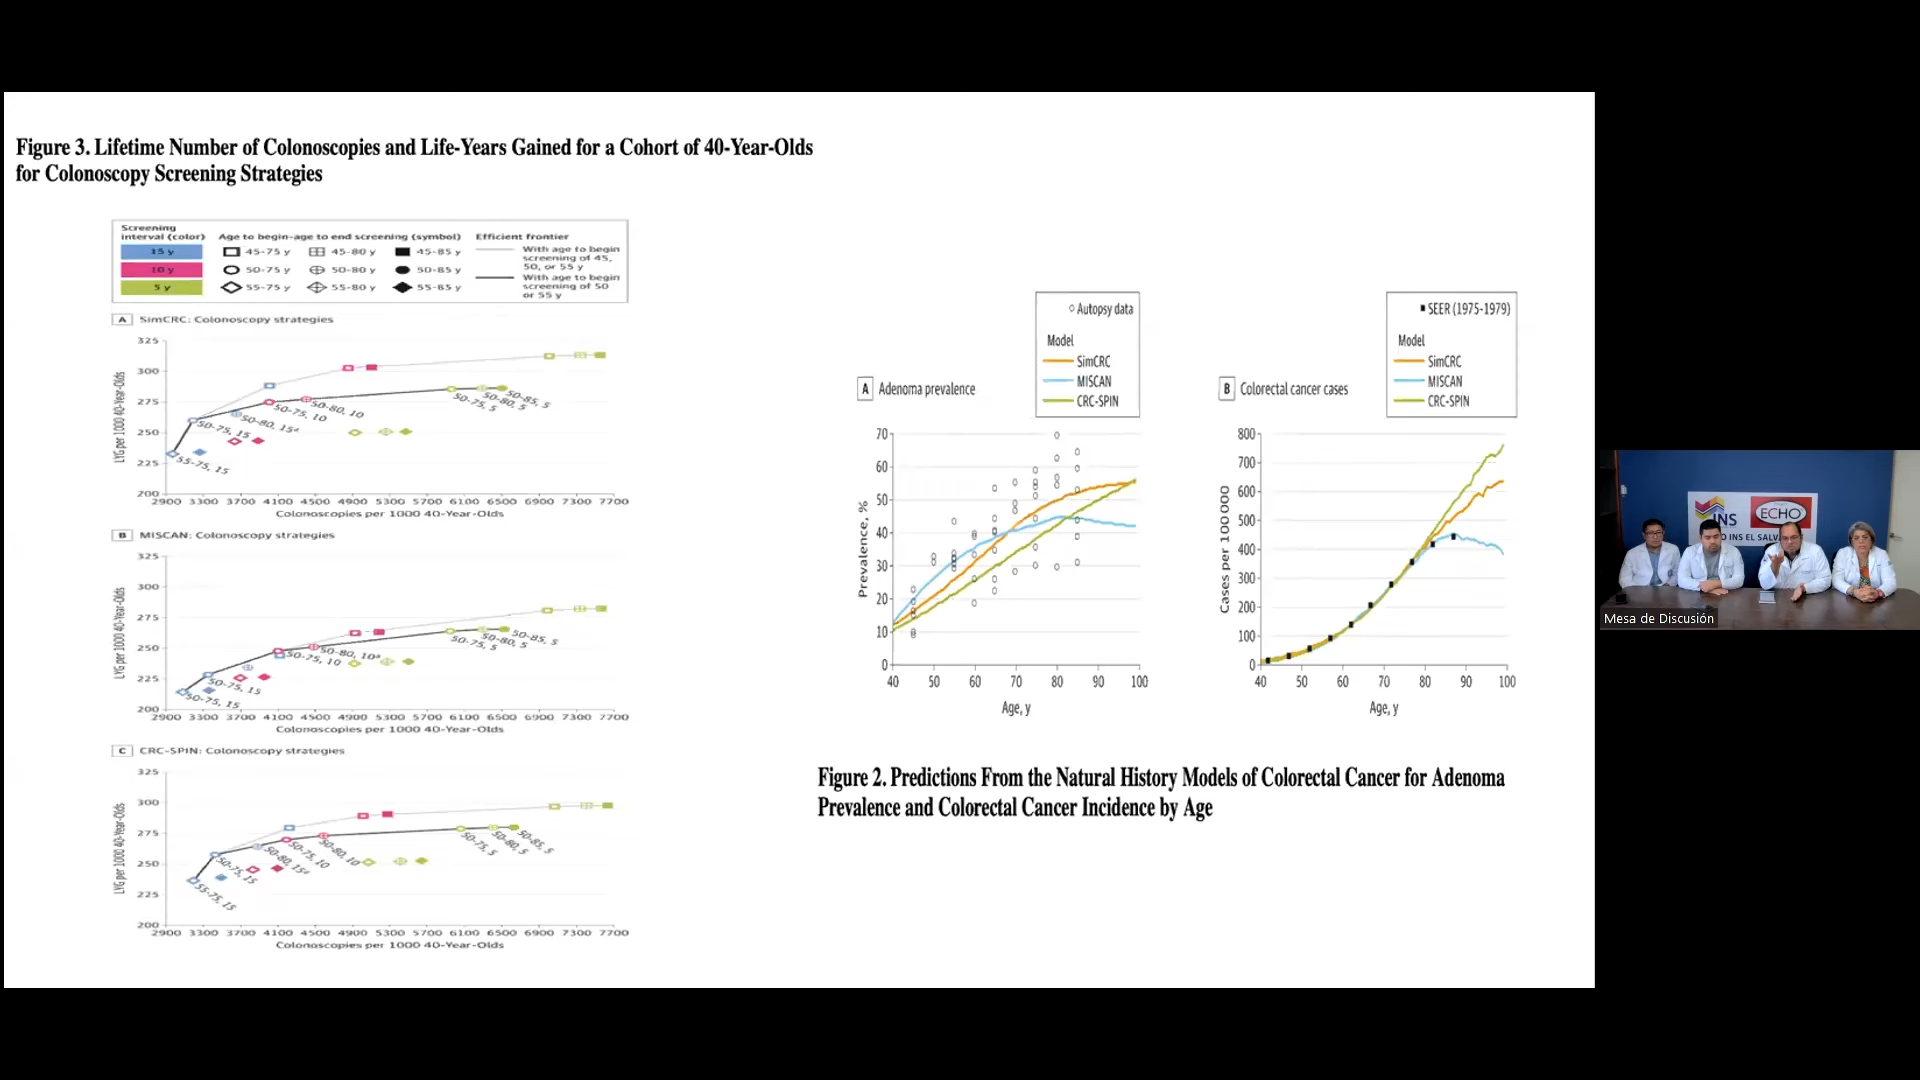 Figure 3. Lifetime Number of Colonoscopies and Life-Years Gained for a Cohort of 40-Year-Olds
for Colonoscopy Screening Strategies
Screening
interval (color)
Age to begin-age to end screening (symbol)
Efficient frontier
15 y
45-75 y
45-80 y
45-85 y
With age to begin
screening of 45,
50, or 55 y
10 y
50-75 y
50-80 y
50-85 y
With age to begin
screening of 50
or 55 y
5 y
55-75 y
55-80 y
55-85 y
A SimCRC: Colonoscopy strategies
LYG per 1000 40-Year-Olds
325
300
275
250
225
200
50-75, 5
50-80, 5
50-85, 5
50-80, 10
50-75, 10
50-80, 15ª
50-75, 15
55-75, 15
2900 3300 3700 4100 4500 4900 5300 5700 6100 6500 6900 7300 7700
Colonoscopies per 1000 40-Year-Olds
B MISCAN: Colonoscopy strategies
LYG per 1000 40-Year-Olds
325
300
275
250
225
200
50-75, 5
50-80, 5
50-85, 5
50-80, 10ª
50-75, 10
50-75, 15
50-75, 15
2900 3300 3700 4100 4500 4900 5300 5700 6100 6500 6900 7300 7700
Colonoscopies per 1000 40-Year-Olds
C CRC-SPIN: Colonoscopy strategies
LYG per 1000 40-Year-Olds
325
300
275
250
225
200
50-75, 5
50-80, 5
50-85, 5
50-80, 10
50-75, 10
50-80, 15ª
50-75, 15
55-75, 15
2900 3300 3700 4100 4500 4900 5300 5700 6100 6500 6900 7300 7700
Colonoscopies per 1000 40-Year-Olds
Autopsy data
Model
SimCRC
MISCAN
CRC-SPIN
A Adenoma prevalence
Prevalence, %
70
60
50
40
30
20
10
0
40 50 60 70 80 90 100
Age, y
SEER (1975-1979)
Model
SimCRC
MISCAN
CRC-SPIN
B Colorectal cancer cases
Cases per 100 000
800
700
600
500
400
300
200
100
0
40 50 60 70 80 90 100
Age, y
Figure 2. Predictions From the Natural History Models of Colorectal Cancer for Adenoma
Prevalence and Colorectal Cancer Incidence by Age
INS
ECHO
O INS EL SALV
Mesa de Discusión